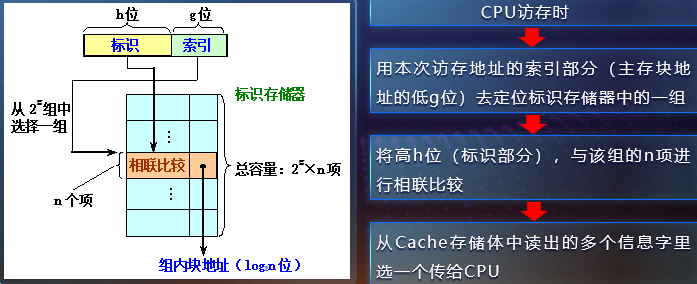 h位
g位
标识
索引
标识存储器
从2^g组中
选择一组
相联比较
n个项
总容量：2^g×n项
组内块地址（log₂n位）
CPU访存时
用本次访存地址的索引部分（主存块地
址的低g位）去定位标识存储器中的一组
将高h位（标识部分），与该组的n项进
行相联比较
从Cache存储体中读出的多个信息字里
选一个传给CPU